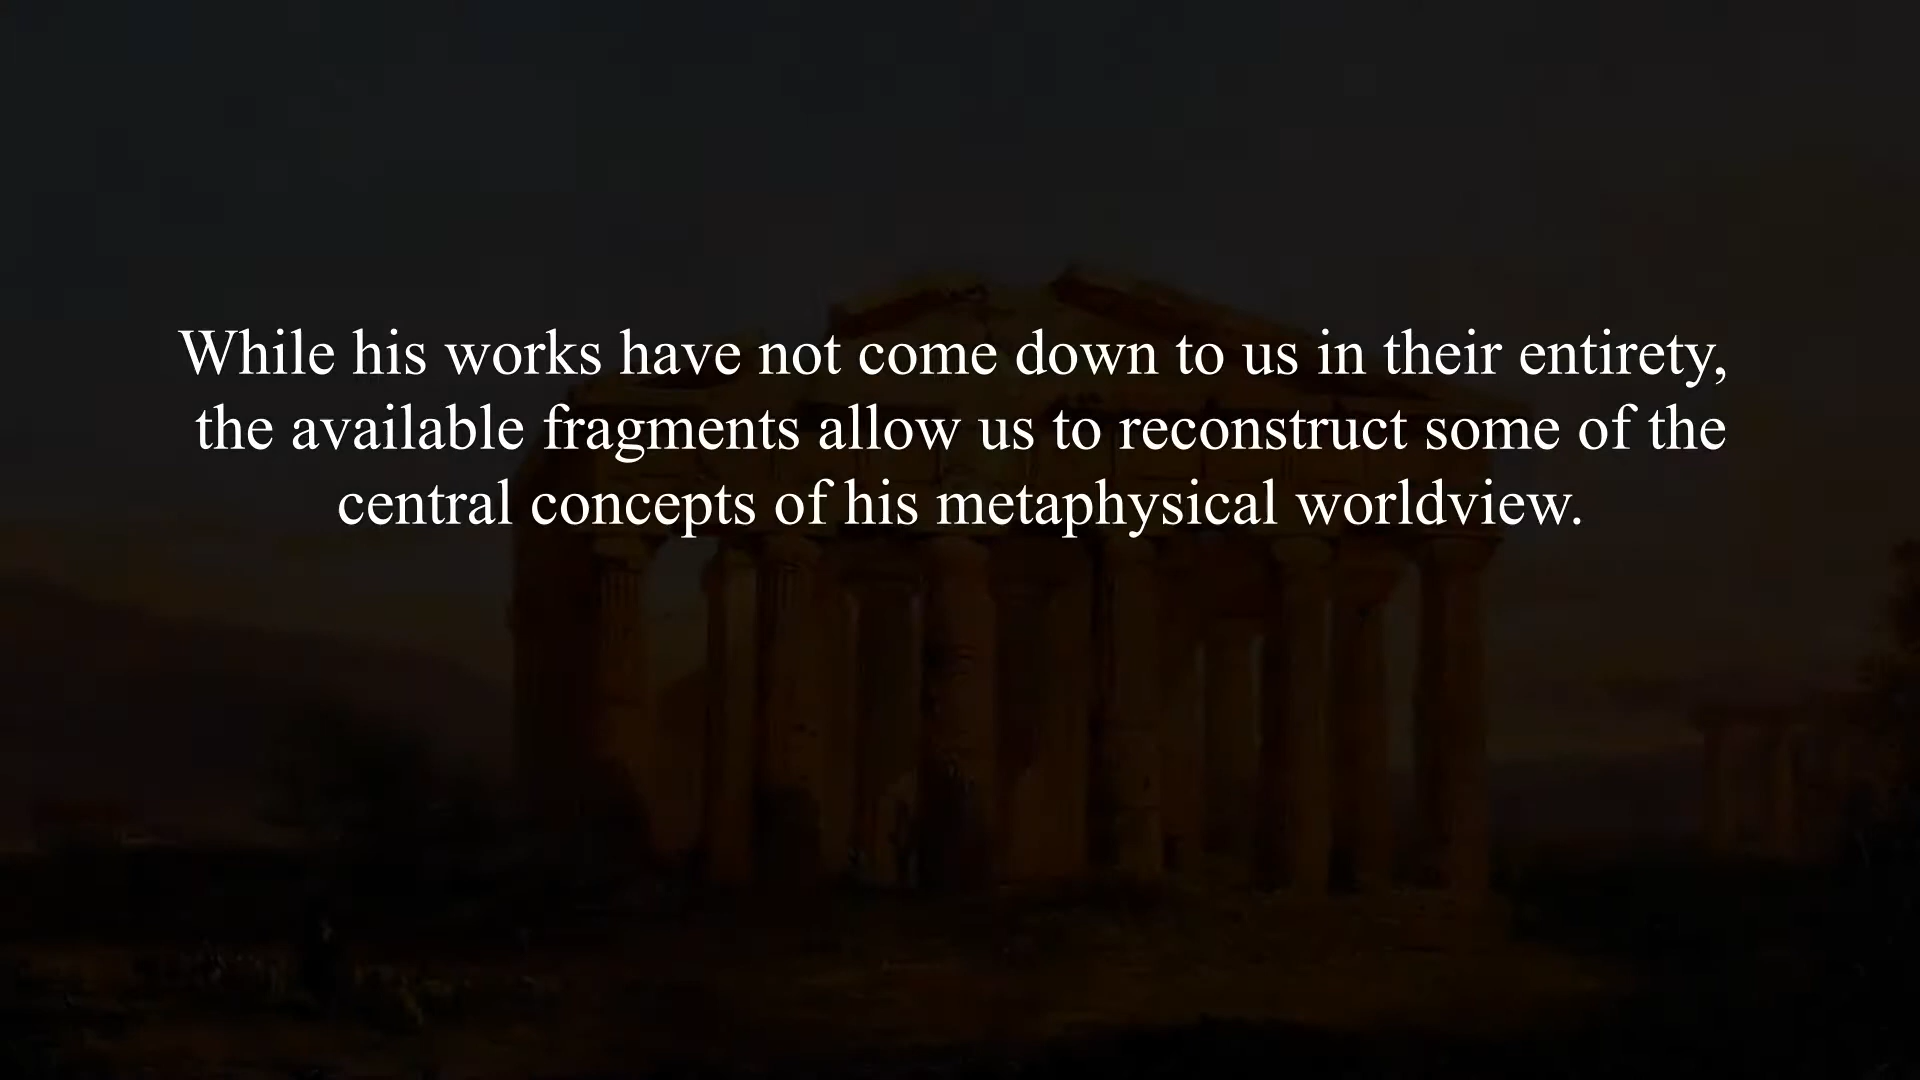 While his works have not come down to us in their entirety,
the available fragments allow us to reconstruct some of the
central concepts of his metaphysical worldview.